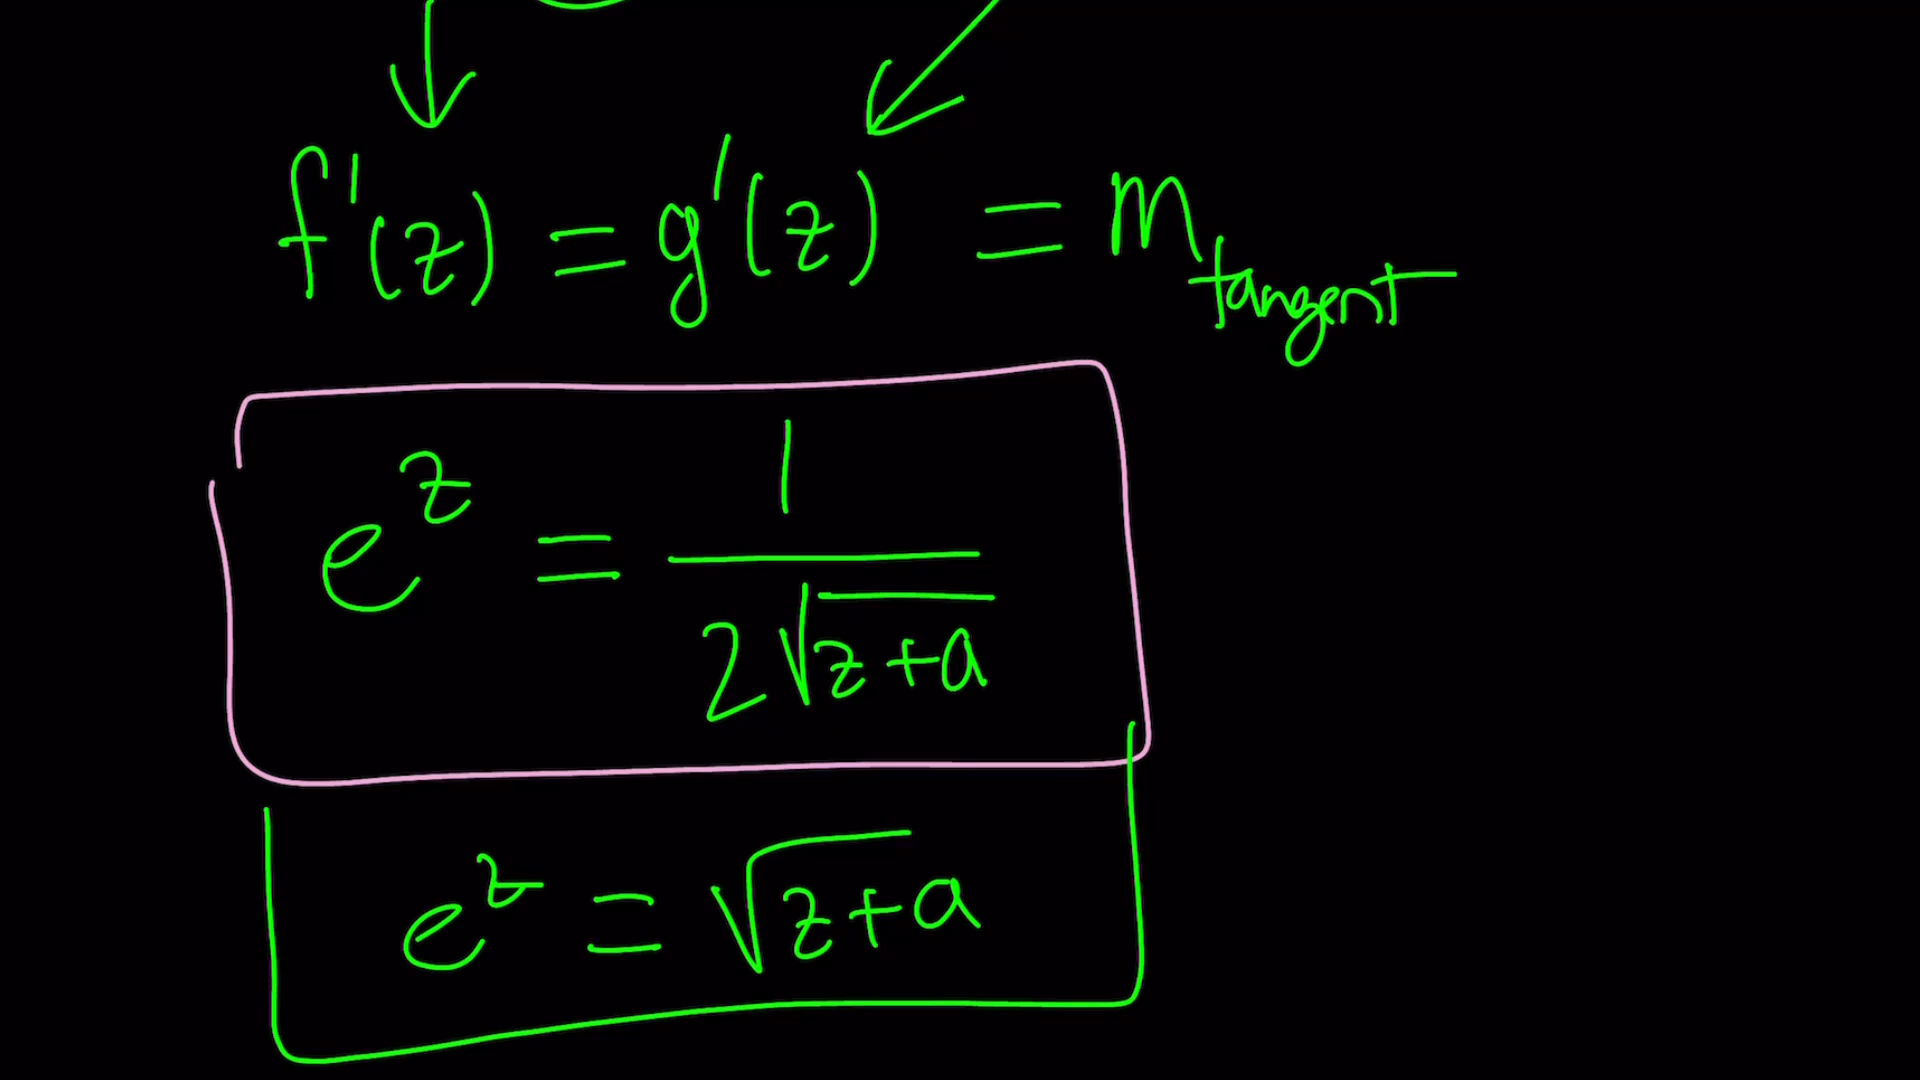 f'(z) = g'(z) = m_tangent
e^z = 1/(2√(z+a))
e^z = √(z+a)